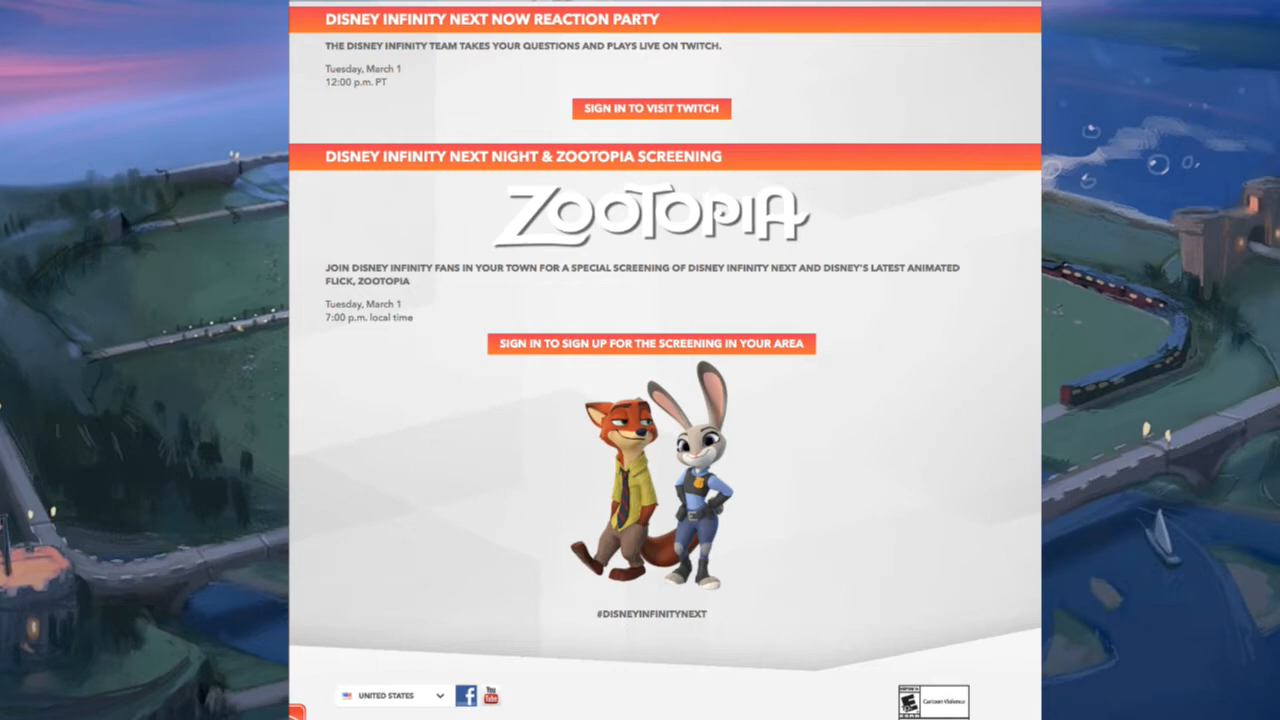 DISNEY INFINITY NEXT NOW REACTION PARTY
THE DISNEY INFINITY TEAM TAKES YOUR QUESTIONS AND PLAYS LIVE ON TWITCH.
Tuesday, March 1
12:00 p.m. PT
SIGN IN TO VISIT TWITCH
DISNEY INFINITY NEXT NIGHT & ZOOTOPIA SCREENING
ZOOTOPIA
JOIN DISNEY INFINITY FANS IN YOUR TOWN FOR A SPECIAL SCREENING OF DISNEY INFINITY NEXT AND DISNEY'S LATEST ANIMATED
FLICK, ZOOTOPIA
Tuesday, March 1
7:00 p.m. local time
SIGN IN TO SIGN UP FOR THE SCREENING IN YOUR AREA
#DISNEYINFINITYNEXT
UNITED STATES
f
You
Tube
E
Cartoon Violence